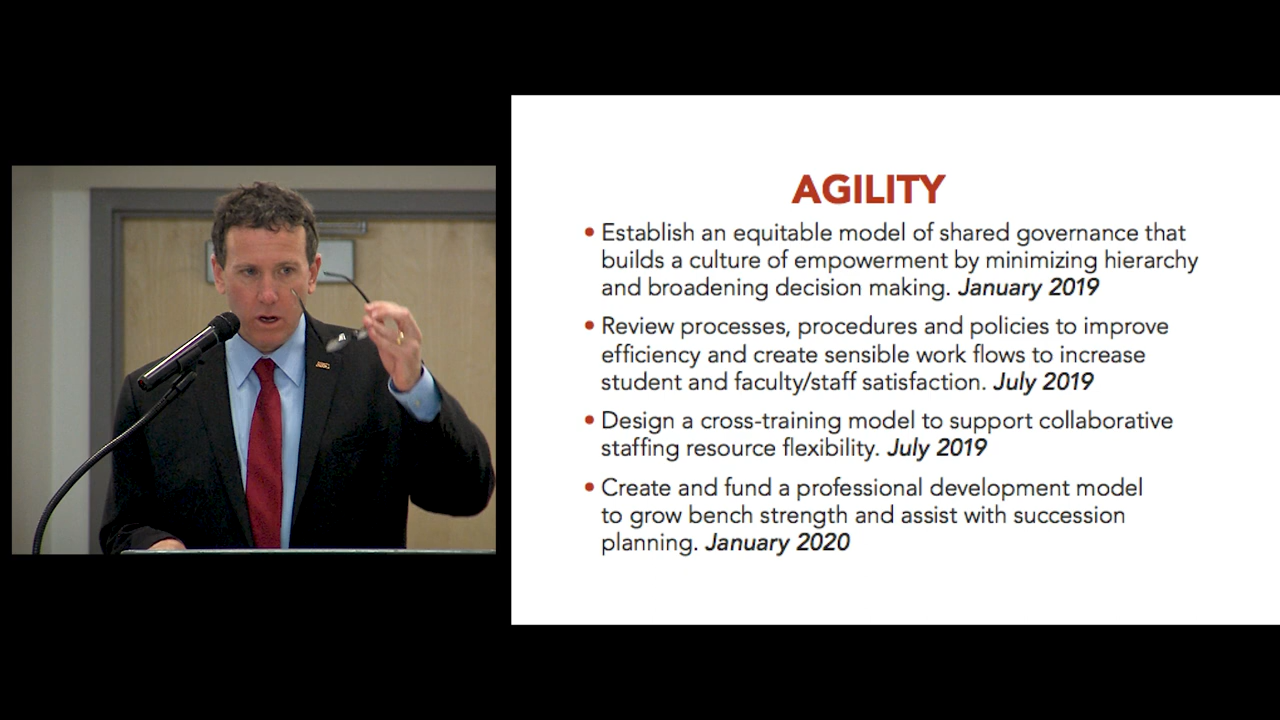 AGILITY
• Establish an equitable model of shared governance that
builds a culture of empowerment by minimizing hierarchy
and broadening decision making. January 2019
• Review processes, procedures and policies to improve
efficiency and create sensible work flows to increase
student and faculty/staff satisfaction. July 2019
• Design a cross-training model to support collaborative
staffing resource flexibility. July 2019
• Create and fund a professional development model
to grow bench strength and assist with succession
planning. January 2020